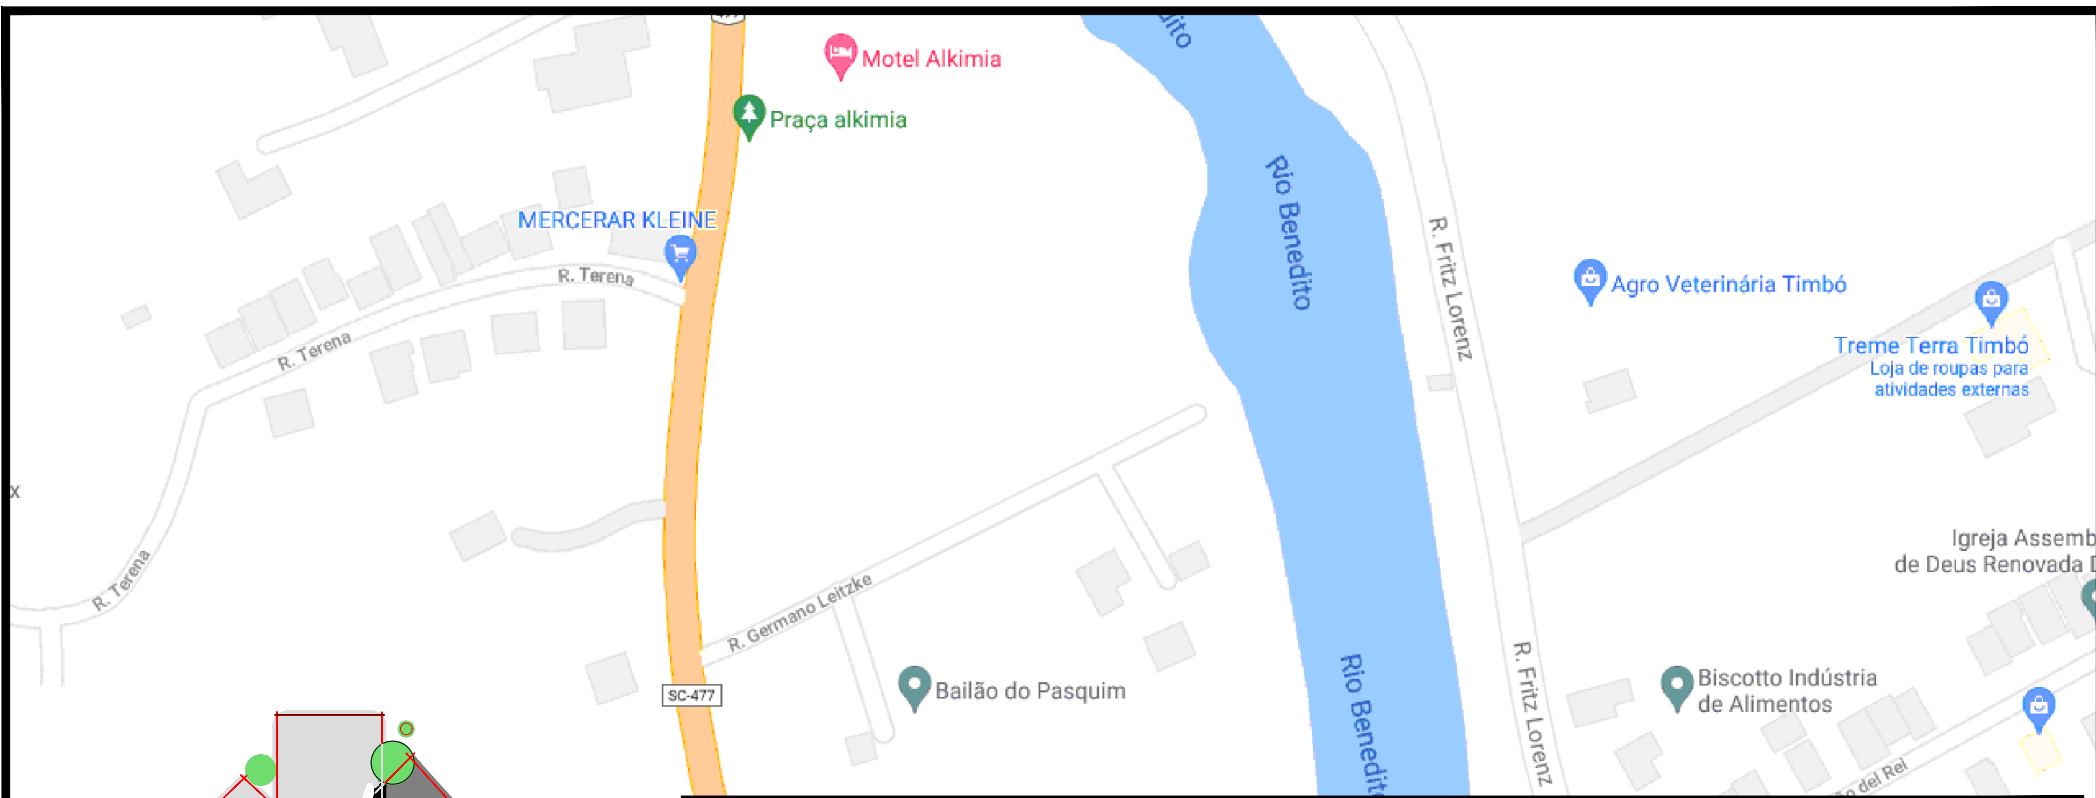 Motel Alkimia
Praça alkimia
MERCERAR KLEINE
R. Terena
R. Terena
R. Terena
x
Rio Benedito
R. Fritz Lorenz
Agro Veterinária Timbó
Treme Terra Timbó
Loja de roupas para
atividades externas
Igreja Assemb
de Deus Renovada
R. Germano Leitzke
SC-477
Bailão do Pasquim
Rio Benedito
R. Fritz Lorenz
Biscotto Indústria
de Alimentos
del Rei